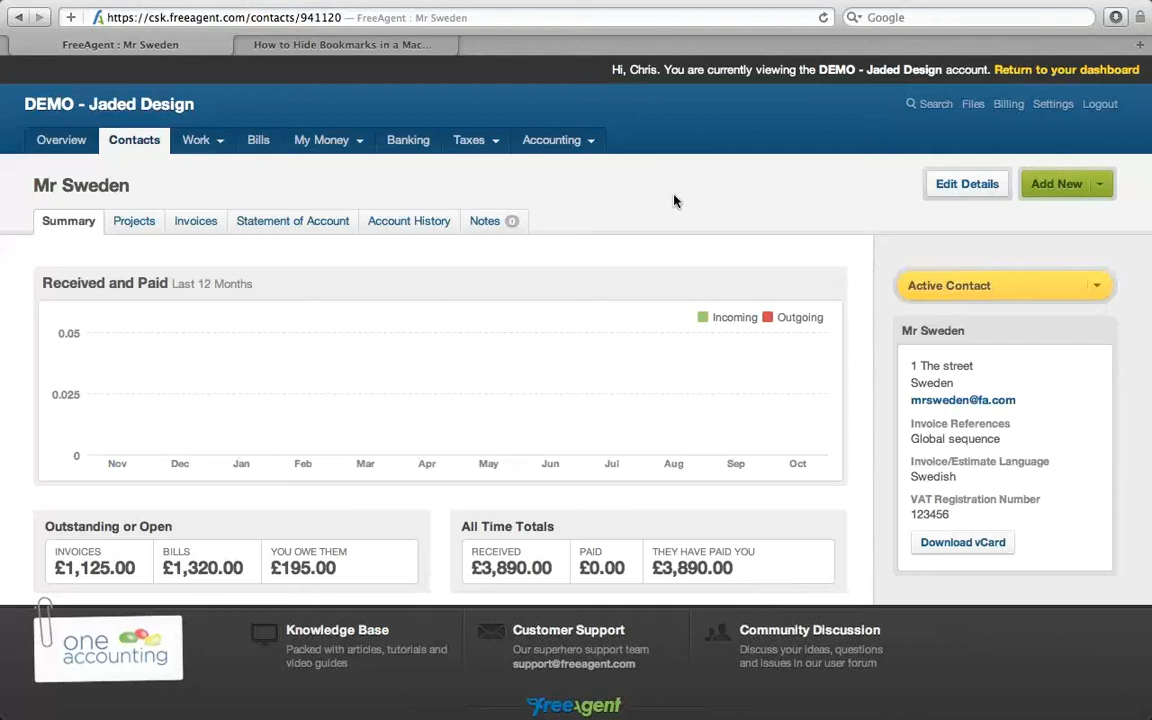 https://csk.freeagent.com/contacts/941120 — FreeAgent : Mr Sweden
Google
FreeAgent : Mr Sweden
How to Hide Bookmarks in a Mac...
Hi, Chris. You are currently viewing the DEMO - Jaded Design account. Return to your dashboard
DEMO - Jaded Design
Search Files Billing Settings Logout
Overview Contacts Work Bills My Money Banking Taxes Accounting
Mr Sweden
Edit Details
Add New
Summary Projects Invoices Statement of Account Account History Notes 0
Received and Paid Last 12 Months
Incoming Outgoing
0.05
0.025
0
Nov Dec Jan Feb Mar Apr May Jun Jul Aug Sep Oct
Active Contact
Mr Sweden
1 The street
Sweden
mrsweden@fa.com
Invoice References
Global sequence
Invoice/Estimate Language
Swedish
VAT Registration Number
123456
Download vCard
Outstanding or Open
INVOICES BILLS YOU OWE THEM
£1,125.00 £1,320.00 £195.00
All Time Totals
RECEIVED PAID THEY HAVE PAID YOU
£3,890.00 £0.00 £3,890.00
one
accounting
Knowledge Base
Packed with articles, tutorials and
video guides
Customer Support
Our superhero support team
support@freeagent.com
Community Discussion
Discuss your ideas, questions
and issues in our user forum
freeagent